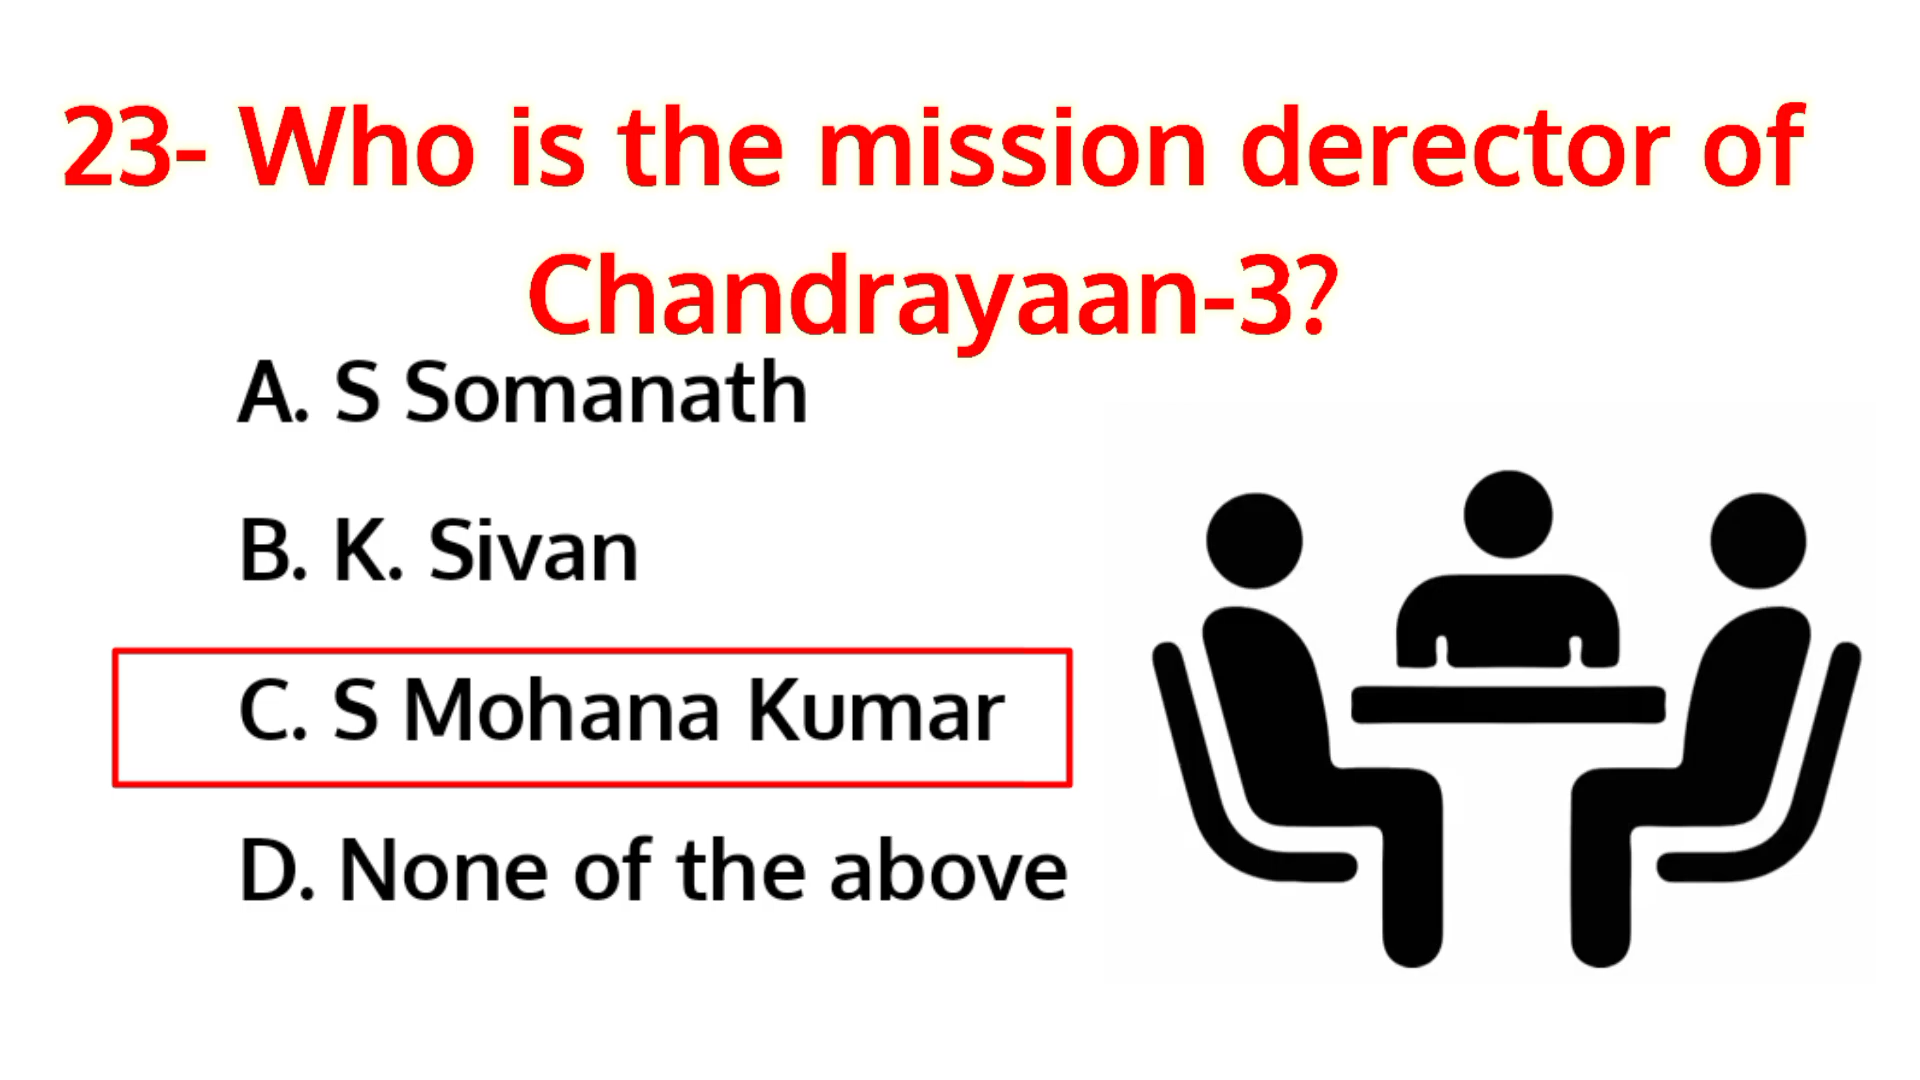 23- Who is the mission derector of
Chandrayaan-3?
A. S Somanath
B. K. Sivan
C. S Mohana Kumar
D. None of the above